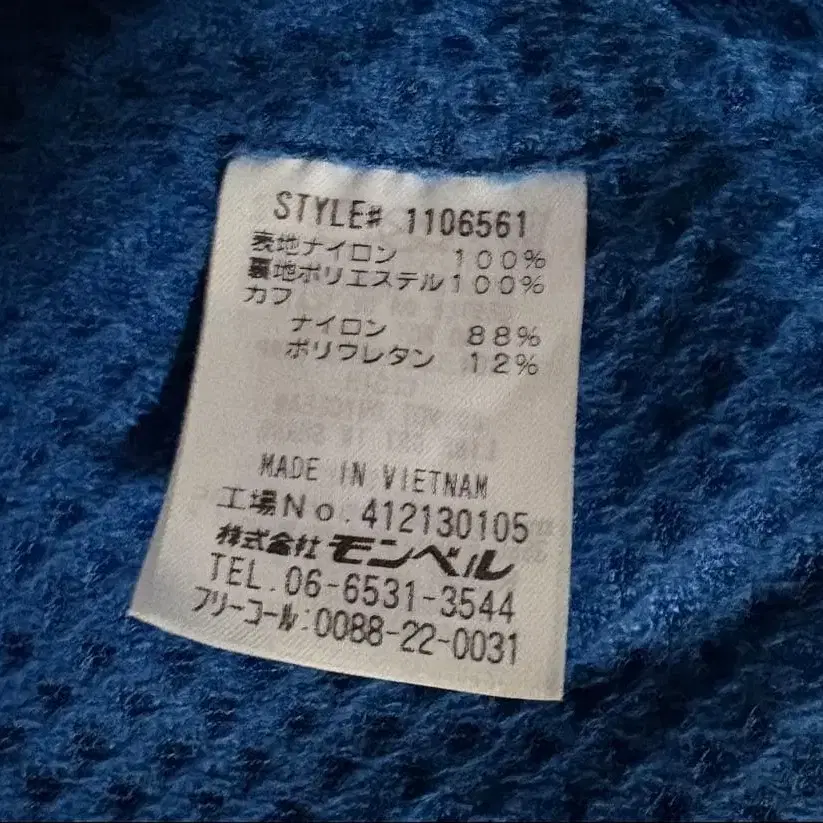 STYLE# 1106561
表地ナイロン 100%
裏地ポリエステル100%
カフ
ナイロン 88%
ポリウレタン 12%
MADE IN VIETNAM
工場No.412130105
株式会社モンベル
TEL.06-6531-3544
フリーコール:0088-22-0031